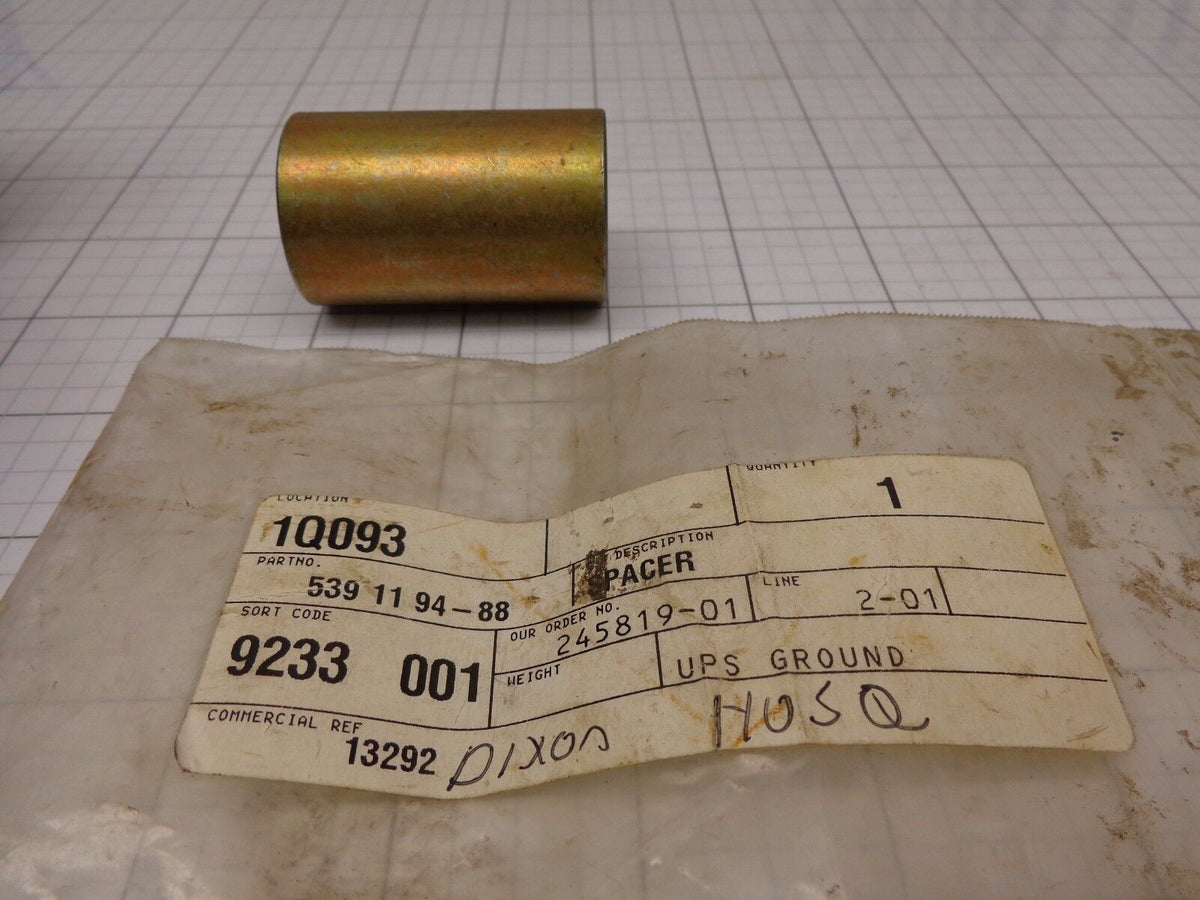 LOCATION
QUANTITY
1Q093
1
PARTNO.
DESCRIPTION
539 11 94-88
PACER
LINE
SORT CODE
OUR ORDER NO.
2-01
245819-01
9233 001
WEIGHT
UPS GROUND
COMMERCIAL REF
13292
DIXON
HUSQ